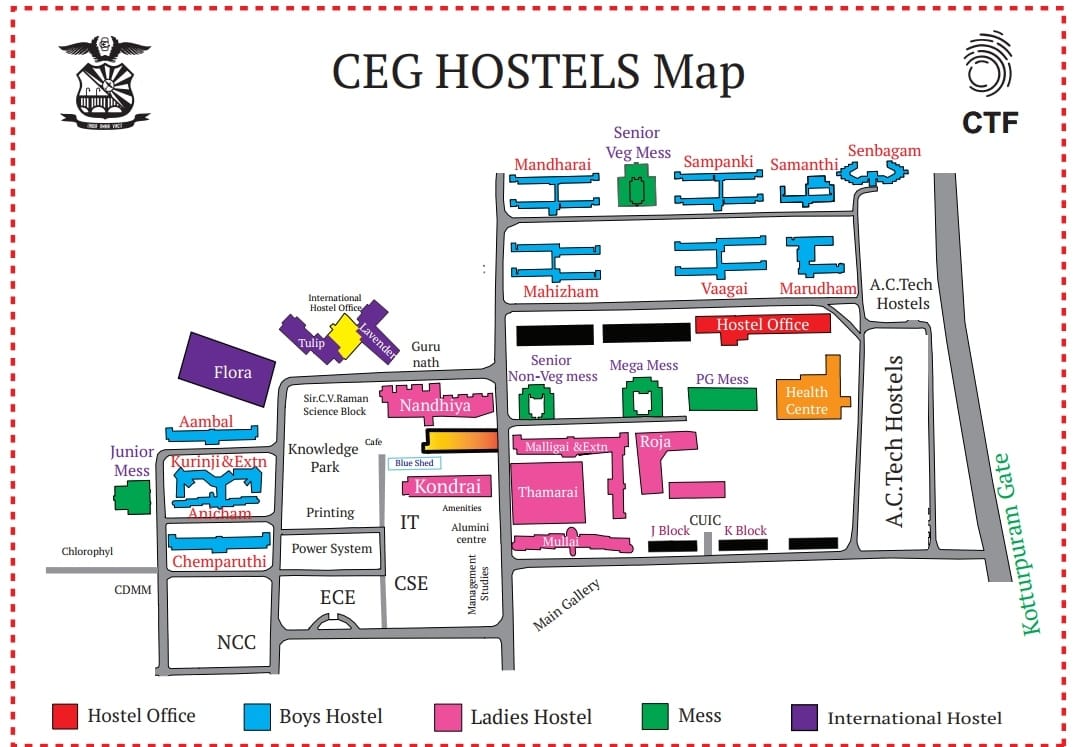 CEG HOSTELS Map
CTF
Senior
Veg Mess
Mandharai
Sampanki
Samanthi
Senbagam
Mahizham
Vaagai
Marudham
A.C.Tech
Hostels
:
International
Hostel Office
Tulip
Lavender
Guru
nath
Hostel Office
Flora
Senior
Non-Veg mess
Mega Mess
PG Mess
Health
Centre
Sir.C.V.Raman
Science Block
Nandhiya
Aambal
Junior
Mess
Kurinji&Extn
Anicham
Knowledge
Park
Cafe
Blue Shed
Kondrai
Malligai &Extn
Roja
Thamarai
A.C.Tech Hostels
Kotturpuram Gate
Printing
IT
Amenities
Alumini
centre
Mullai
J Block
CUIC
K Block
Chlorophyl
Chemparuthi
Power System
CDMM
ECE
CSE
Management
Studies
Main Gallery
NCC
Hostel Office
Boys Hostel
Ladies Hostel
Mess
International Hostel